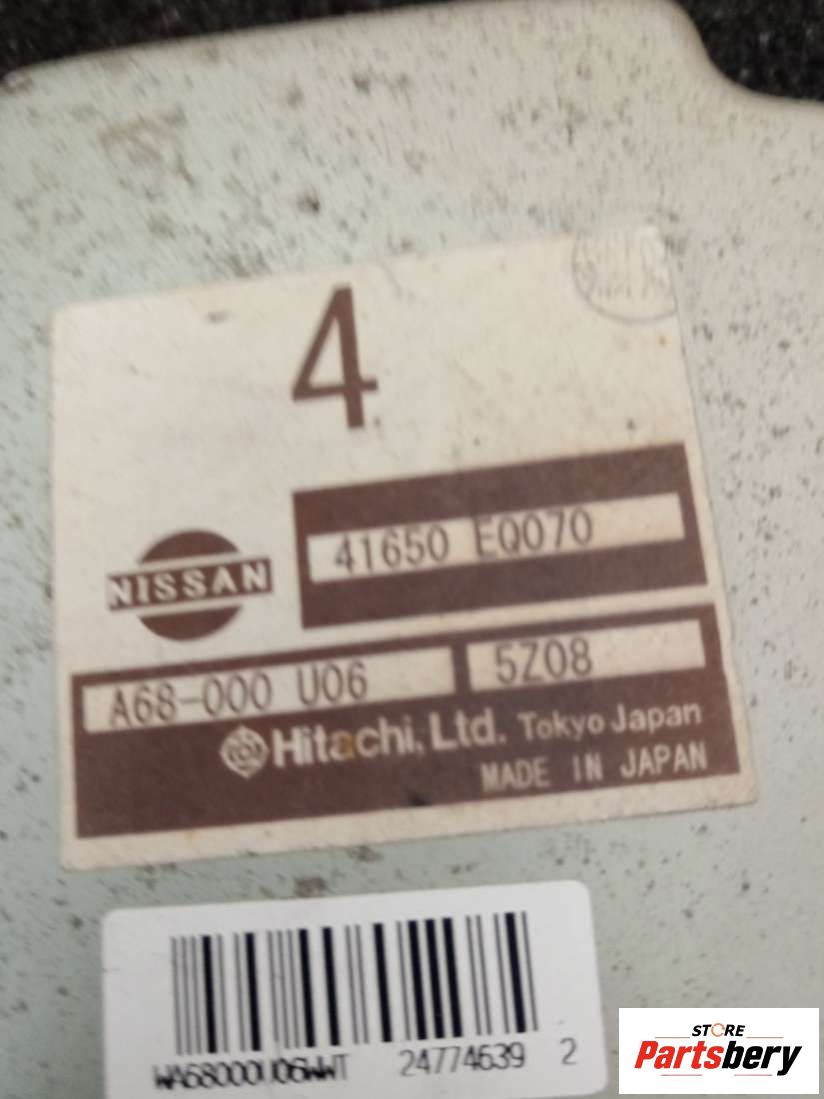 4
NISSAN
41650 EQ070
A68-000 U06
5Z08
Hitachi, Ltd. Tokyo Japan
MADE IN JAPAN
WA68000U06WWT 24774639 2
STORE
Partsbery